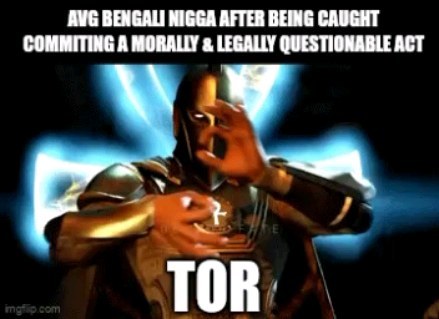 AVG BENGALI NIGGA AFTER BEING CAUGHT
COMMITING A MORALLY & LEGALLY QUESTIONABLE ACT
TOR
imgflip.com